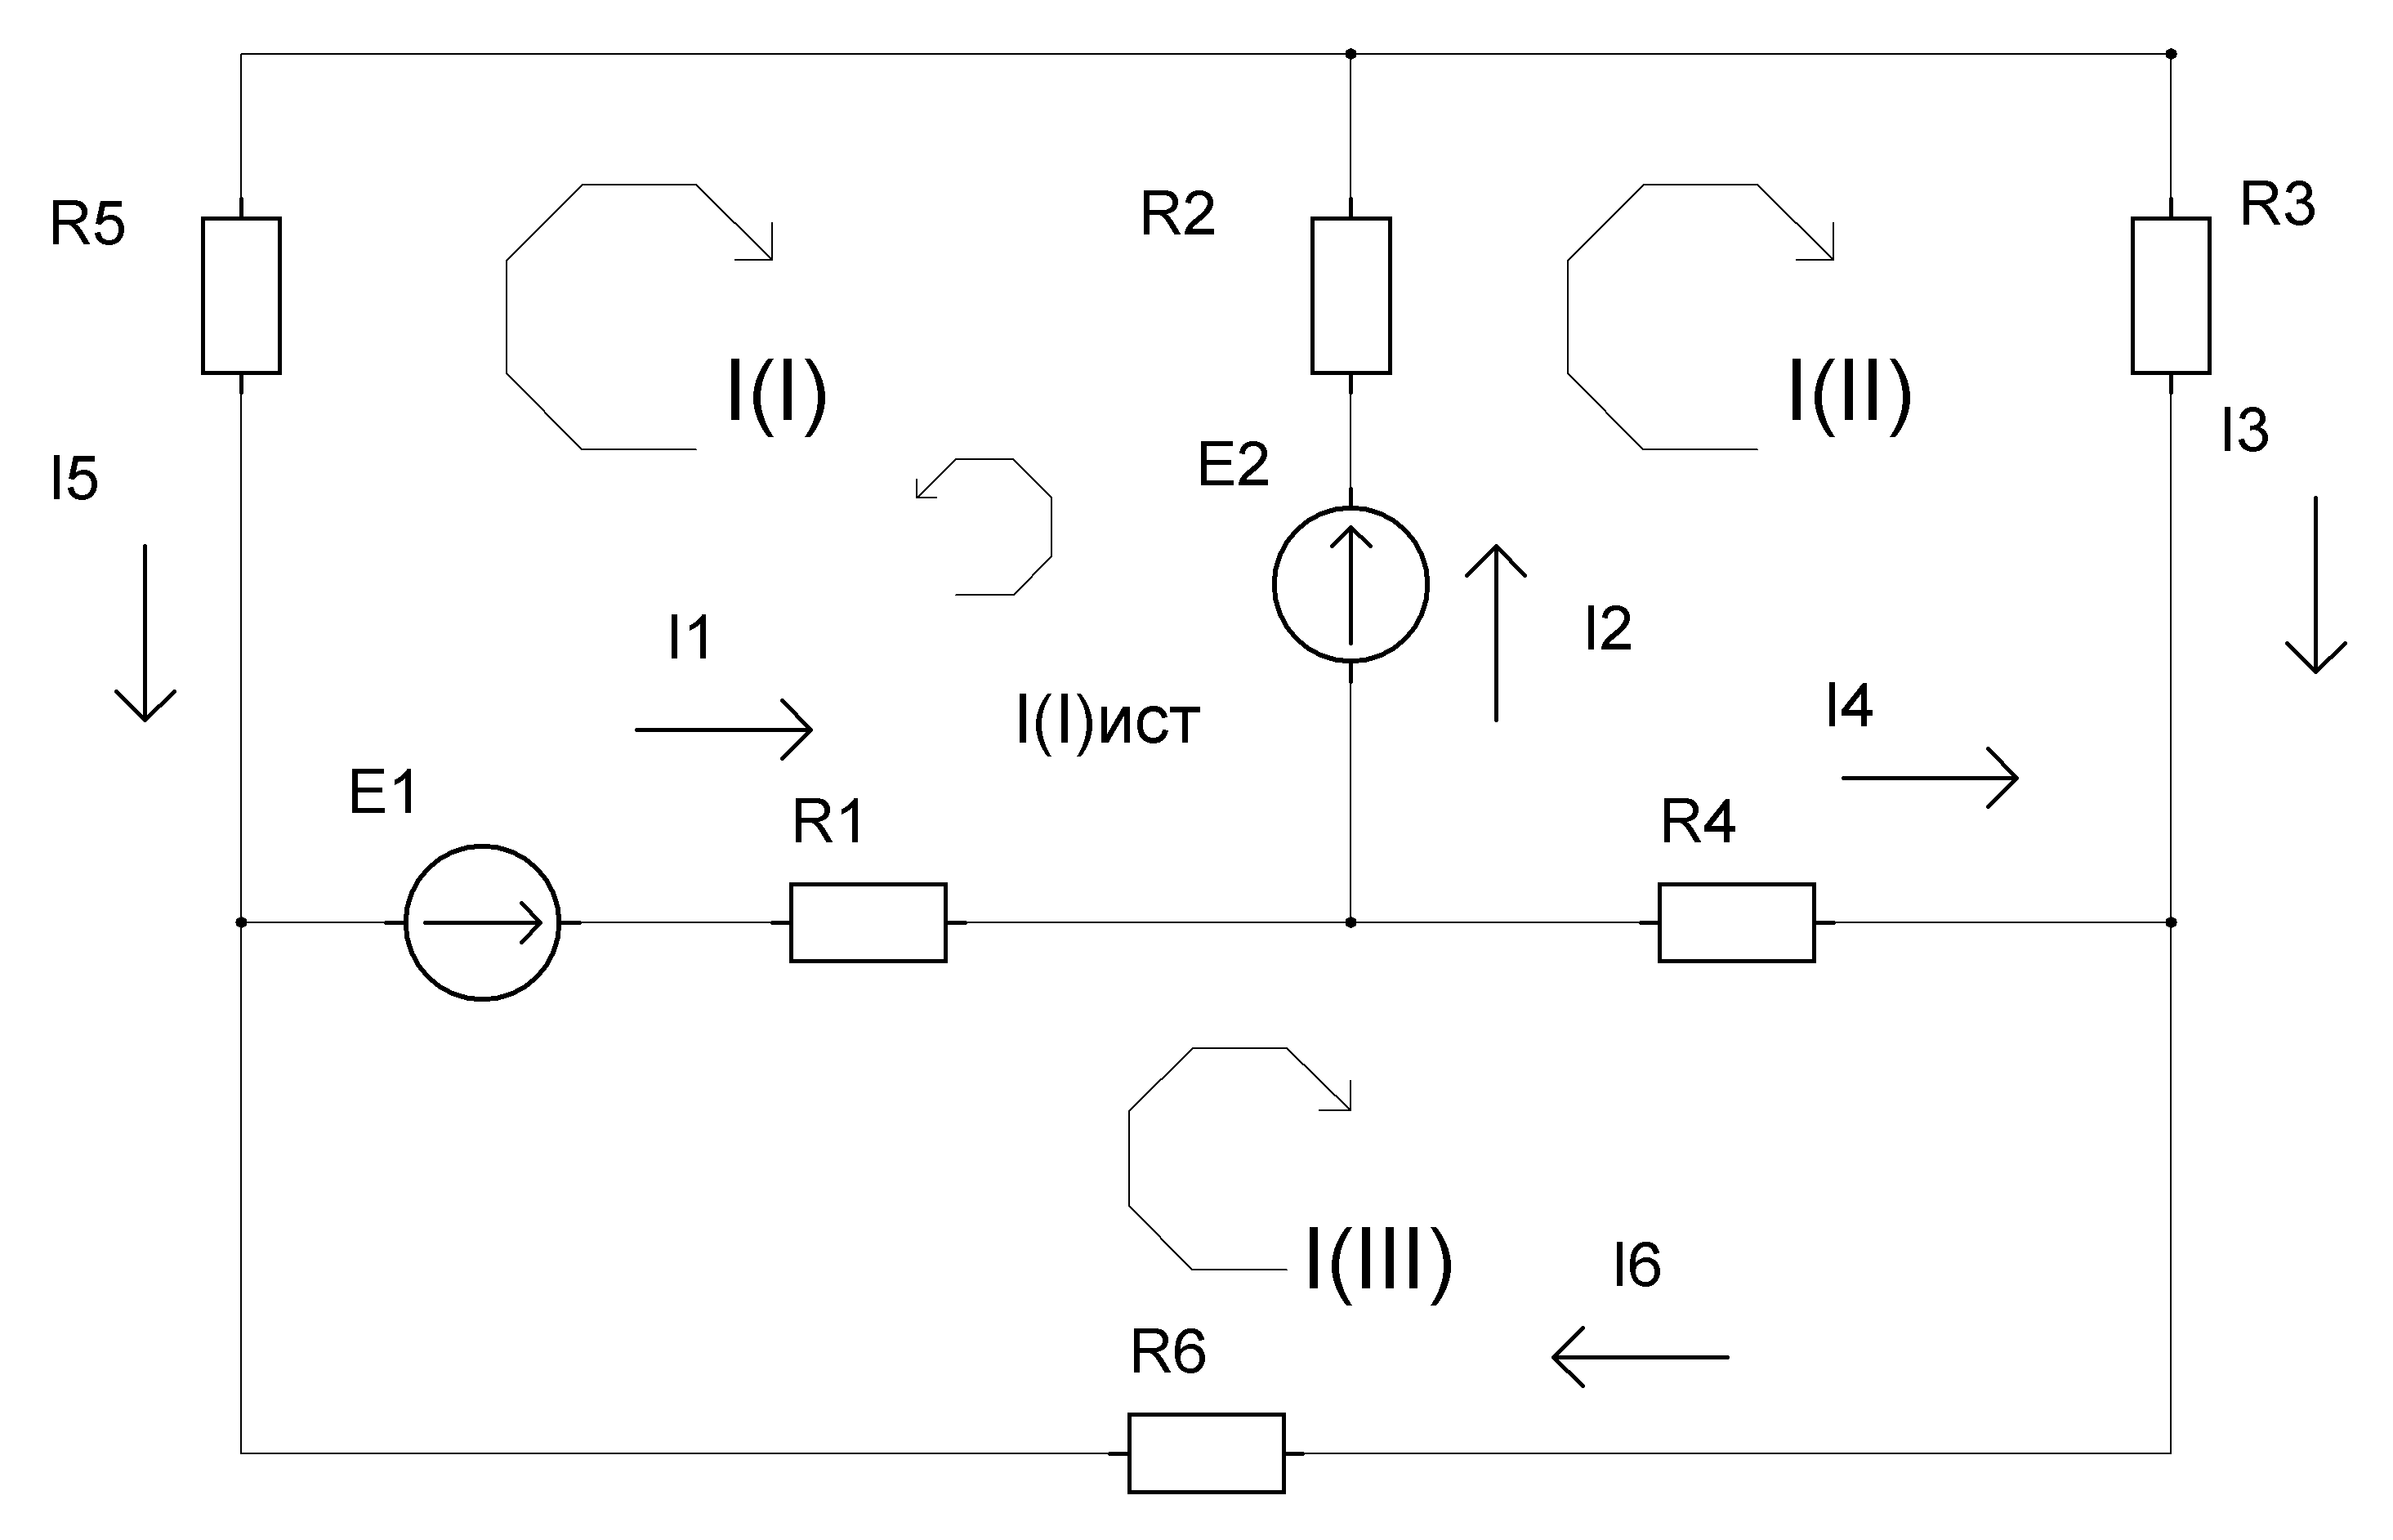 R5
R2
R3
I(I)
I(II)
I3
E2
I5
I1
I2
I(I)ист
I4
E1
R1
R4
I(III)
I6
R6